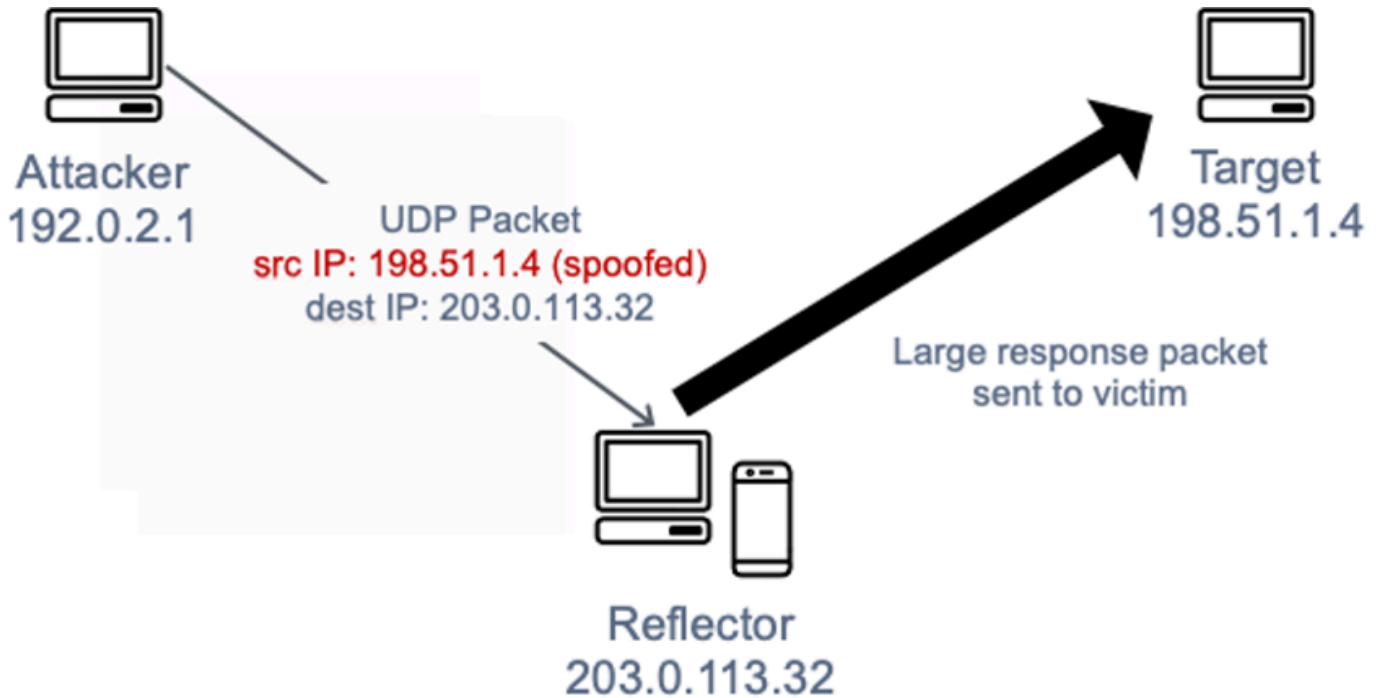 Attacker
192.0.2.1
UDP Packet
src IP: 198.51.1.4 (spoofed)
dest IP: 203.0.113.32
Target
198.51.1.4
Large response packet
sent to victim
Reflector
203.0.113.32